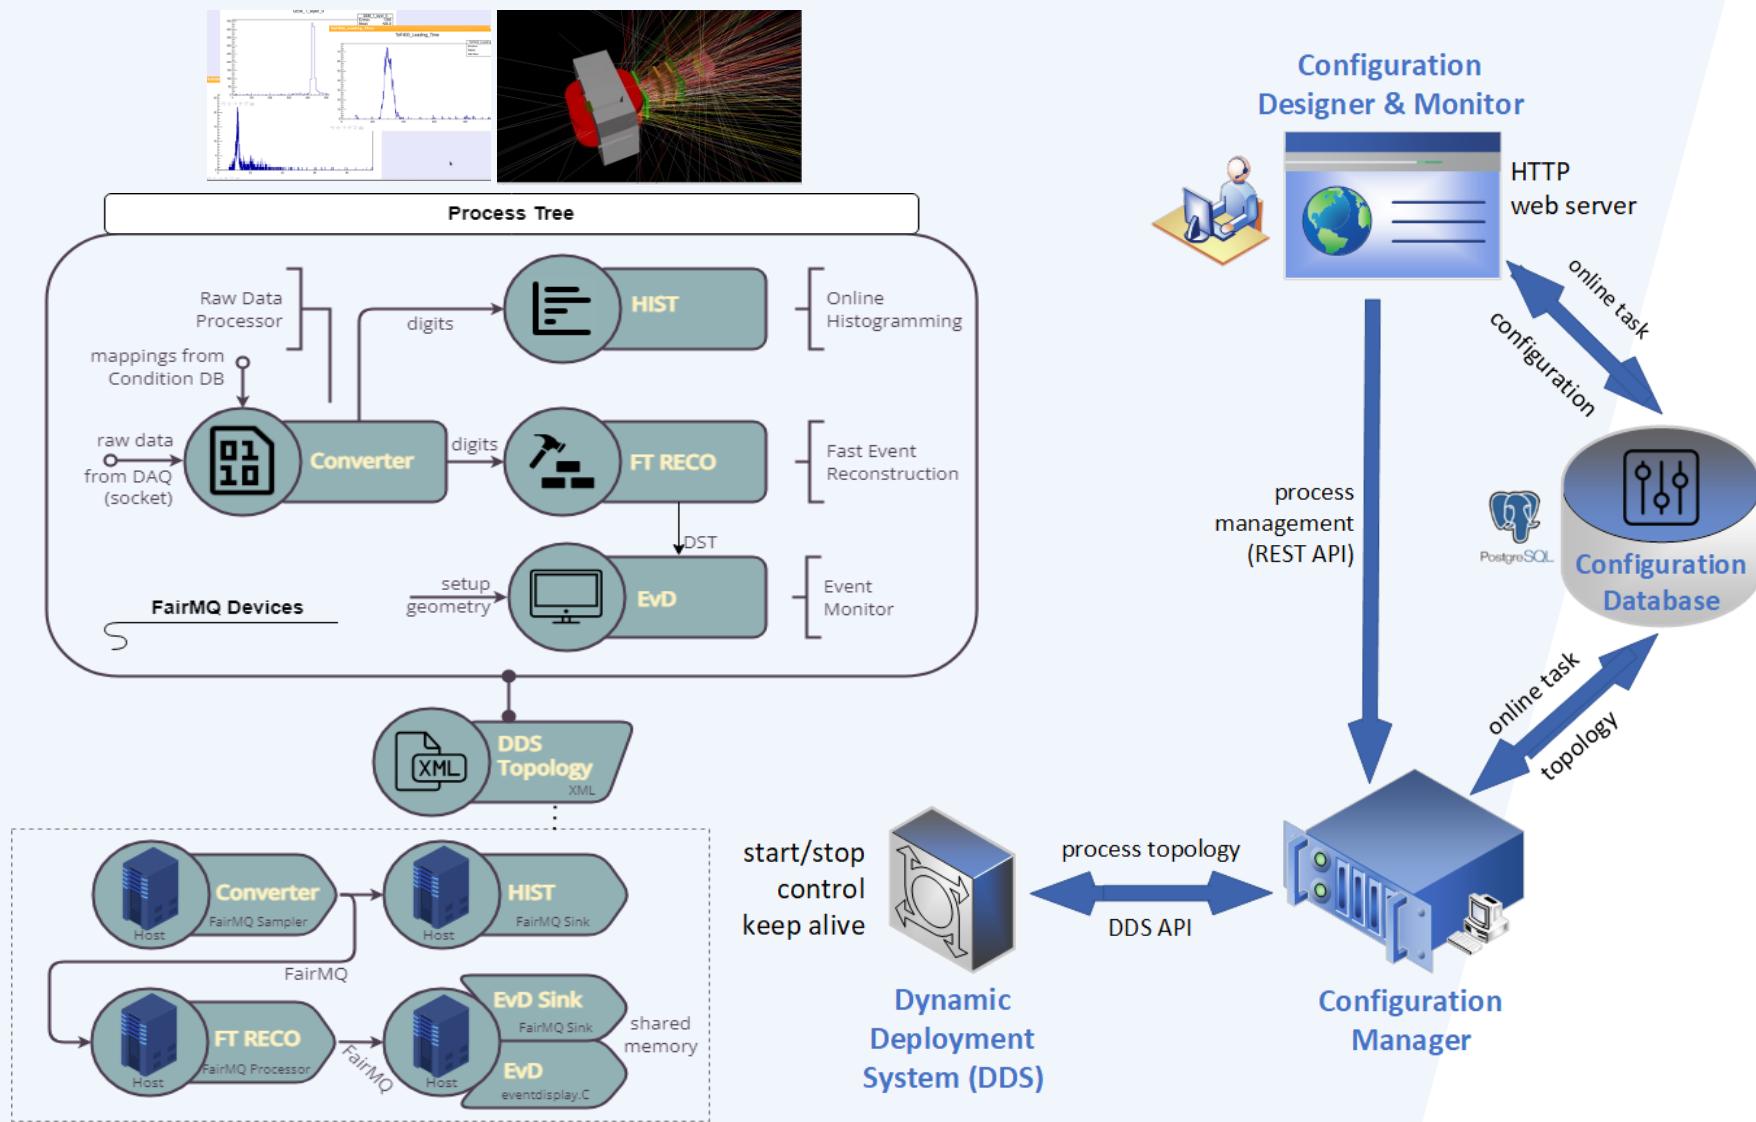 ToF400_Leading_Time
Process Tree
Raw Data
Processor
mappings from
Condition DB
raw data
from DAQ
(socket)
Converter
digits
digits
HIST
Online
Histogramming
FT RECO
Fast Event
Reconstruction
DST
setup
geometry
EvD
Event
Monitor
FairMQ Devices
DDS
Topology
XML
XML
Converter
FairMQ Sampler
Host
HIST
FairMQ Sink
Host
FairMQ
FT RECO
FairMQ Processor
Host
FairMQ
EvD Sink
FairMQ Sink
Host
EvD
eventdisplay.C
shared
memory
Configuration
Designer & Monitor
HTTP
web server
online task
configuration
process
management
(REST API)
PostgreSQL
Configuration
Database
online task
topology
start/stop
control
keep alive
process topology
DDS API
Dynamic
Deployment
System (DDS)
Configuration
Manager